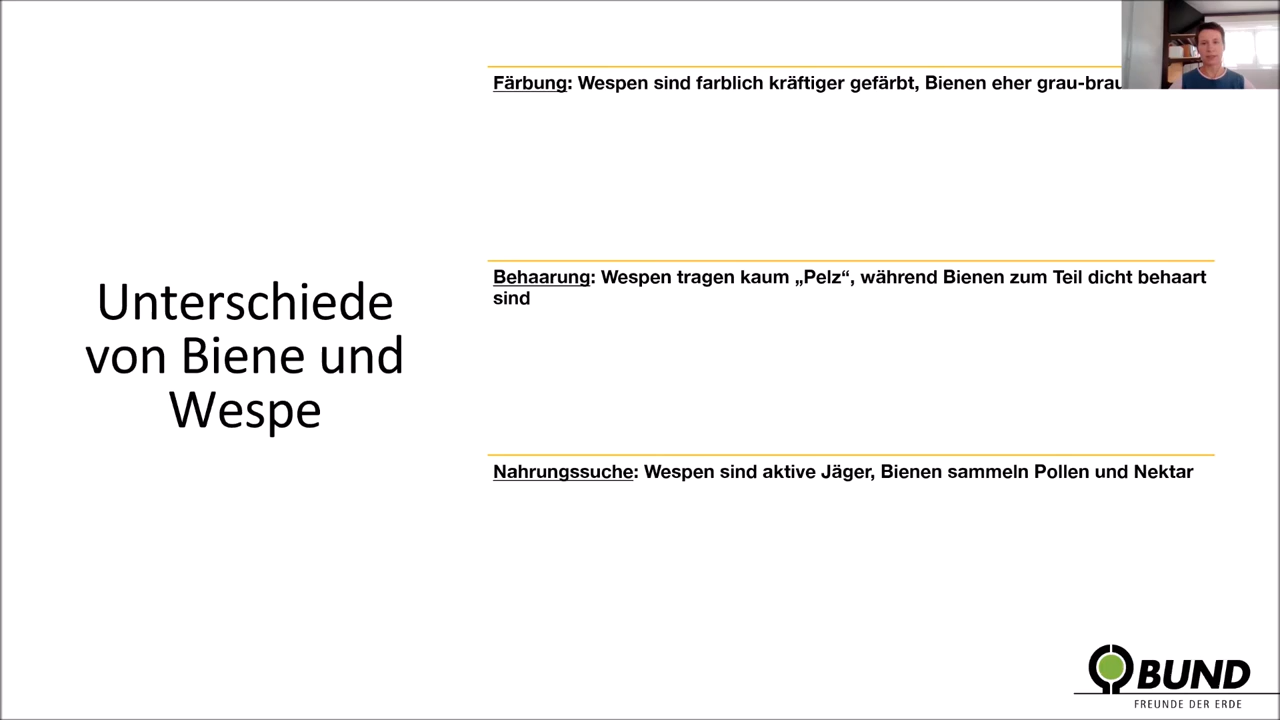 Unterschiede
von Biene und
Wespe
Färbung: Wespen sind farblich kräftiger gefärbt, Bienen eher
Behaarung: Wespen tragen kaum „Pelz“, während Bienen zum Teil dicht behaart
sind
Nahrungssuche: Wespen sind aktive Jäger, Bienen sammeln Pollen und Nektar
BUND
FREUNDE DER ERDE